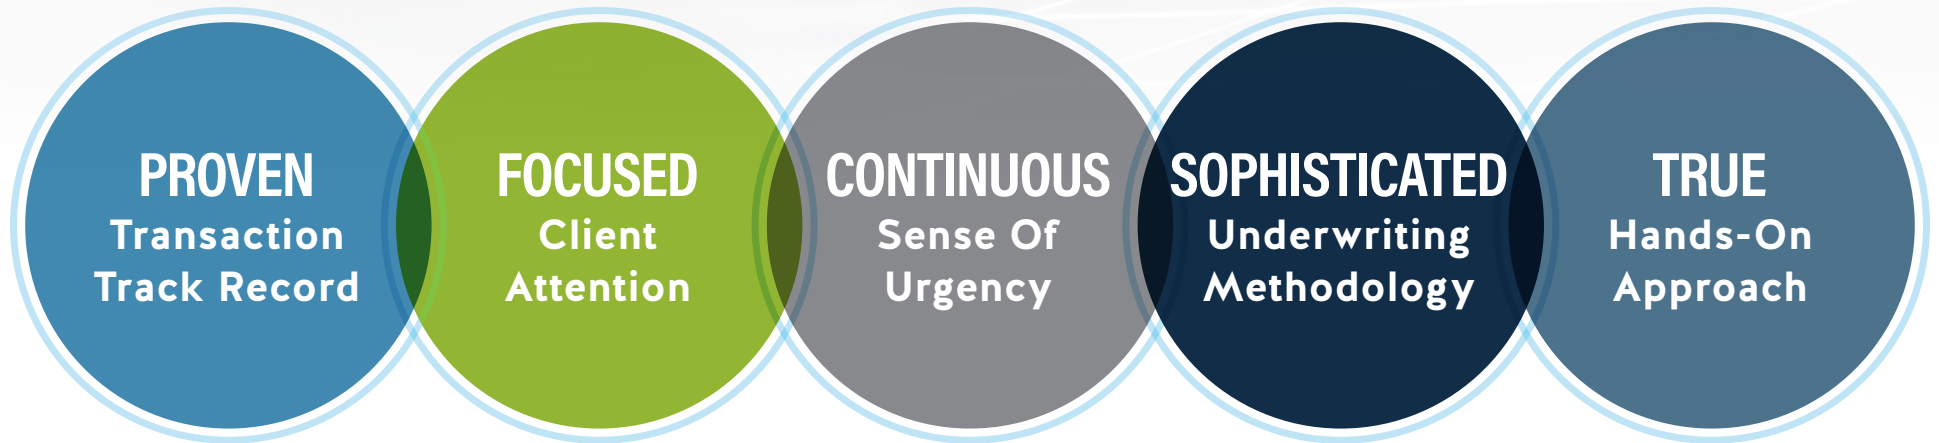 PROVEN
Transaction
Track Record
FOCUSED
Client
Attention
CONTINUOUS
Sense Of
Urgency
SOPHISTICATED
Underwriting
Methodology
TRUE
Hands-On
Approach